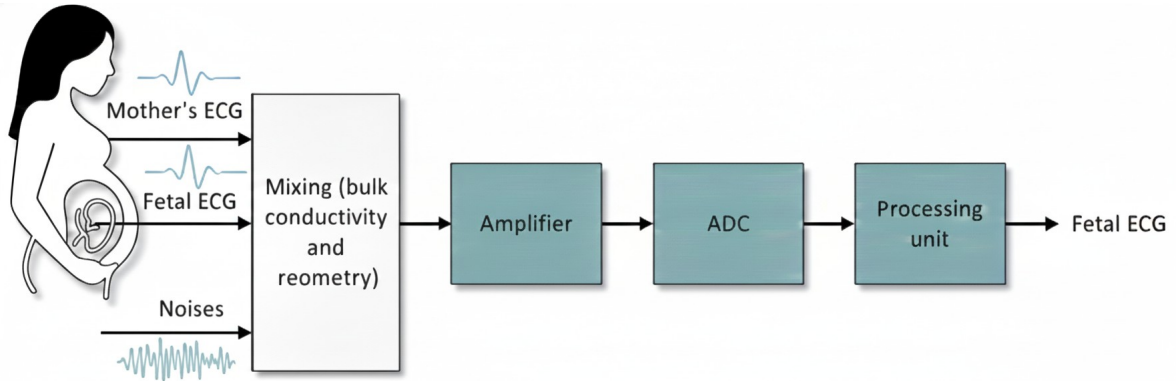 Mother's ECG
Fetal ECG
Noises
Mixing (bulk
conductivity
and
reometry)
Amplifier
ADC
Processing
unit
Fetal ECG